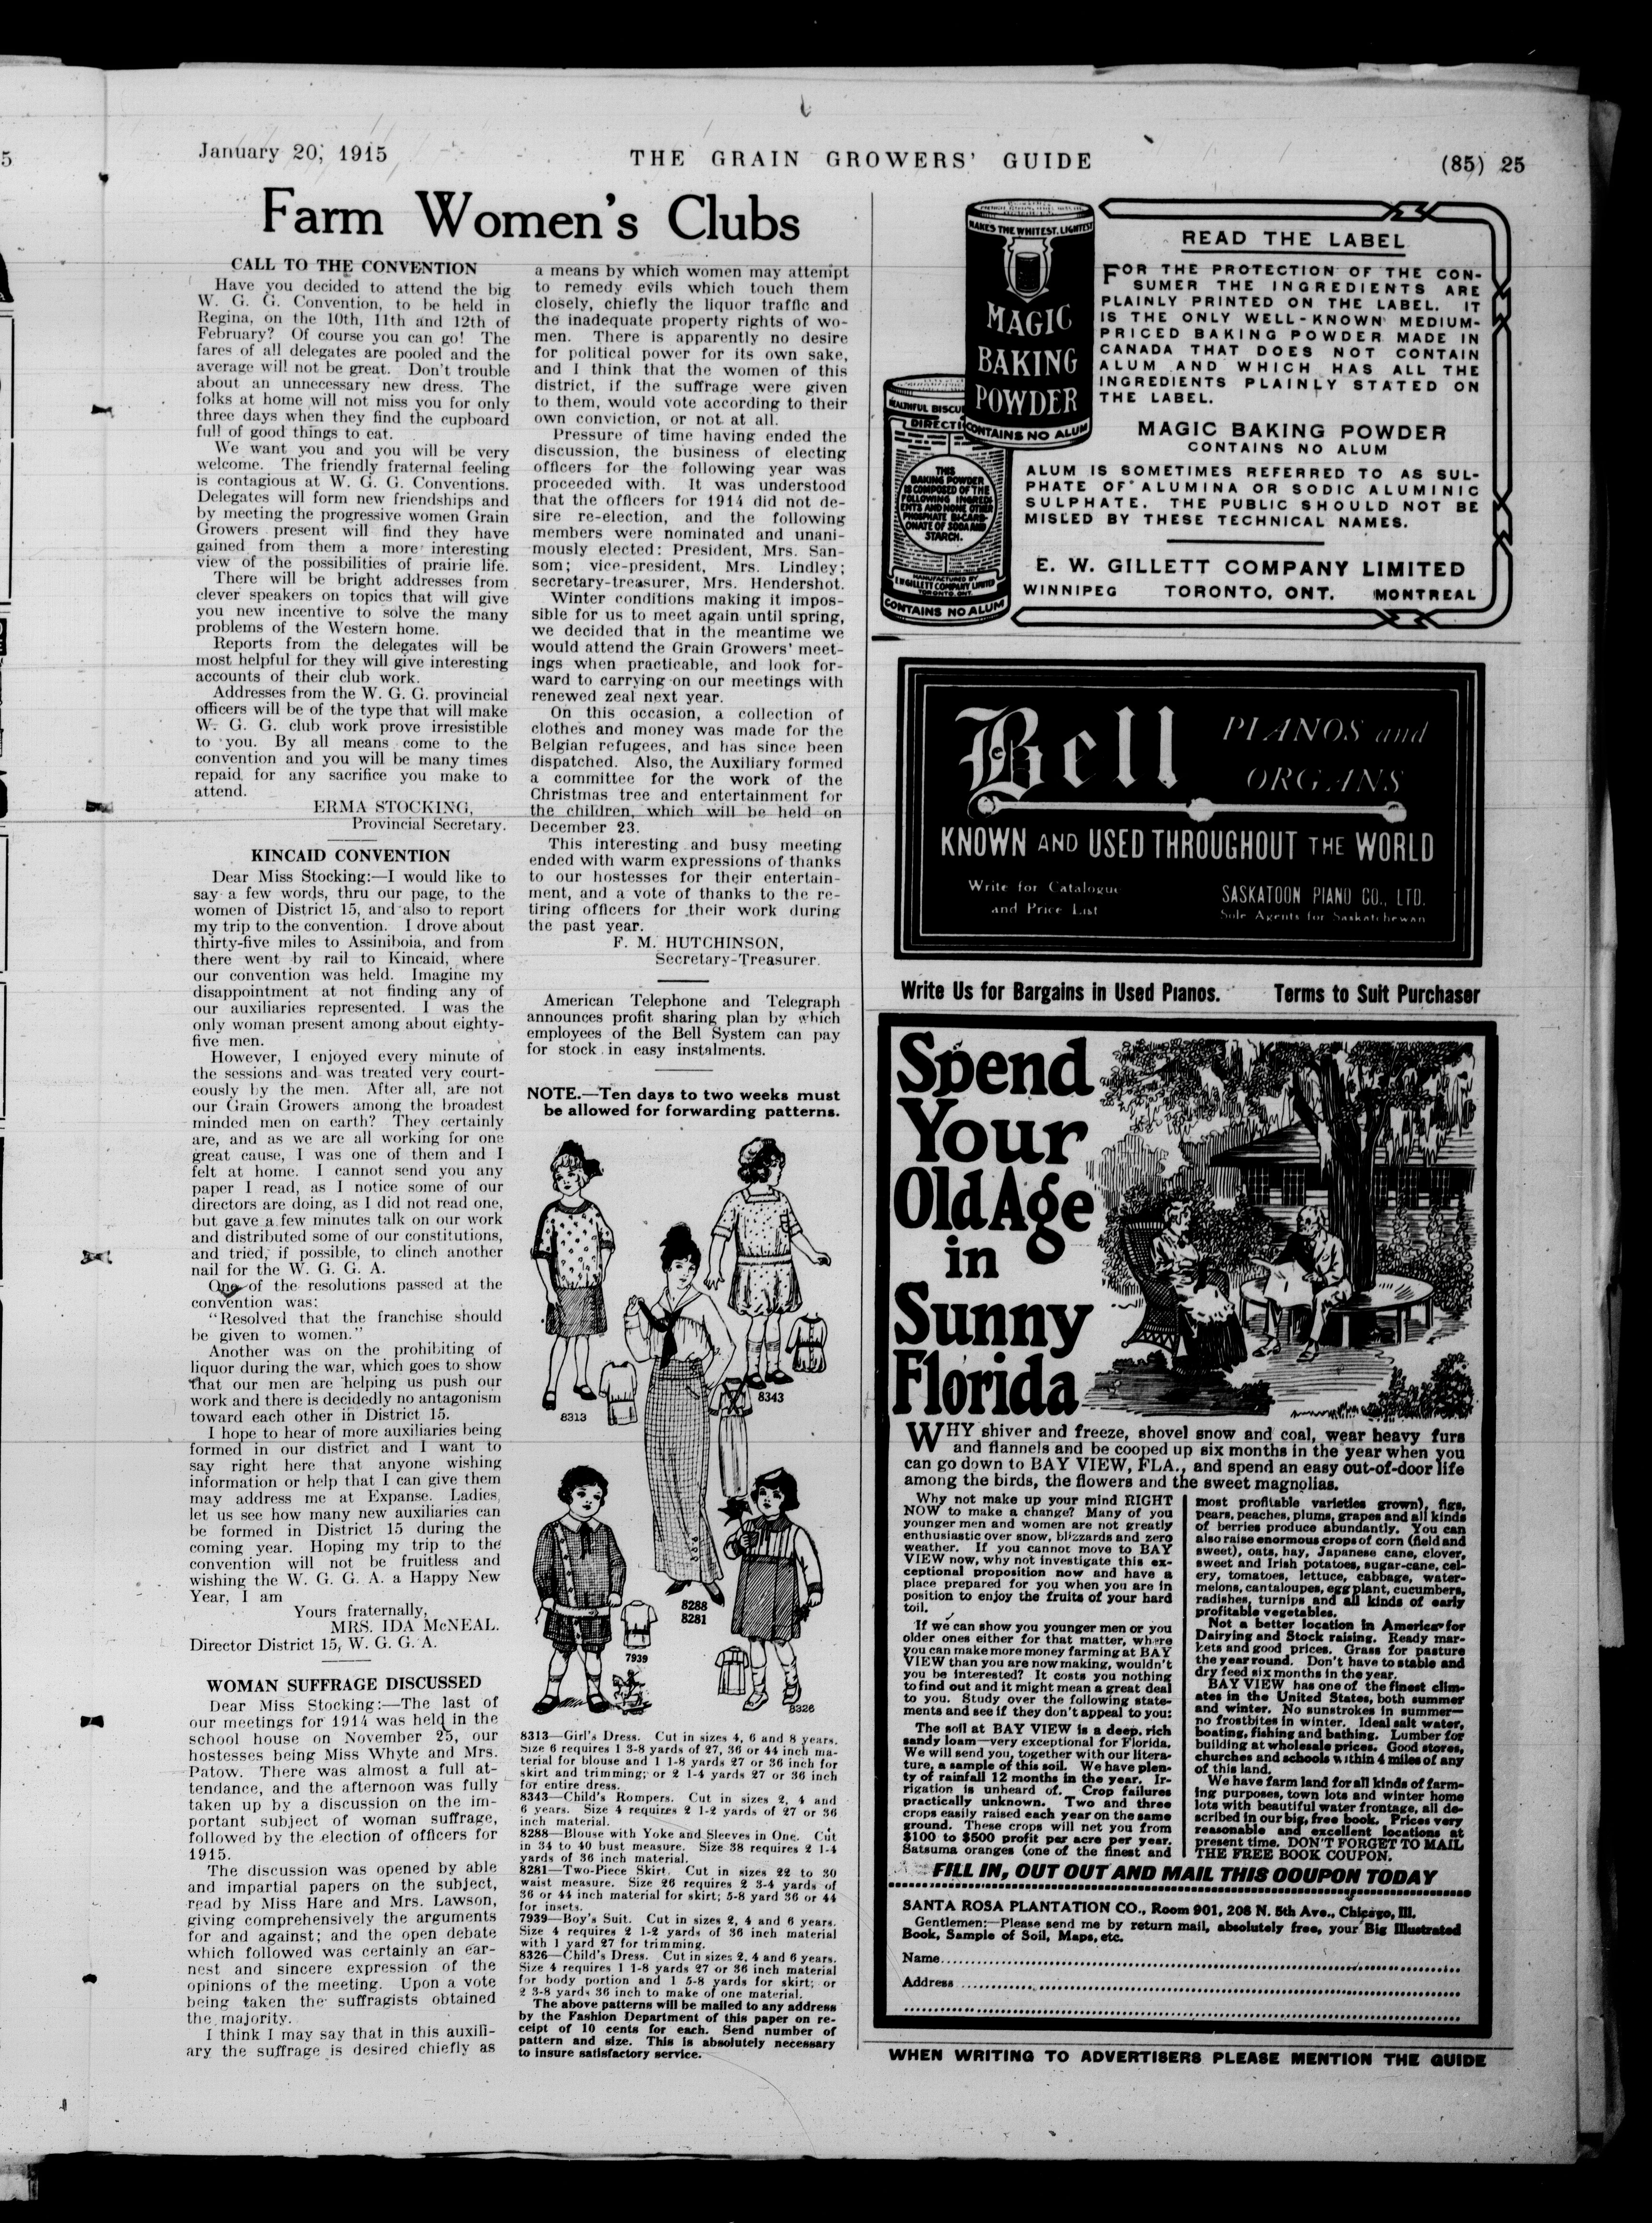 5
January 20, 1915
THE GRAIN GROWERS' GUIDE
(85) 25
Farm Women's Clubs
CALL TO THE CONVENTION
Have you decided to attend the big
W. G. G. Convention, to be held in
Regina, on the 10th, 11th and 12th of
February? Of course you can go! The
fares of all delegates are pooled and the
average will not be great. Don't trouble
about an unnecessary new dress. The
folks at home will not miss you for only
three days when they find the cupboard
full of good things to eat.
We want you and you will be very
welcome. The friendly fraternal feeling
is contagious at W. G. G. Conventions.
Delegates will form new friendships and
by meeting the progressive women Grain
Growers present will find they have
gained from them a more interesting
view of the possibilities of prairie life.
There will be bright addresses from
clever speakers on topics that will give
you new incentive to solve the many
problems of the Western home.
Reports from the delegates will be
most helpful for they will give interesting
accounts of their club work.
Addresses from the W. G. G. provincial
officers will be of the type that will make
W. G. G. club work prove irresistible
to you. By all means come to the
convention and you will be many times
repaid for any sacrifice you make to
attend.
ERMA STOCKING,
Provincial Secretary.
KINCAID CONVENTION
Dear Miss Stocking:—I would like to
say a few words, thru our page, to the
women of District 15, and also to report
my trip to the convention. I drove about
thirty-five miles to Assiniboia, and from
there went by rail to Kincaid, where
our convention was held. Imagine my
disappointment at not finding any of
our auxiliaries represented. I was the
only woman present among about eighty-
five men.
However, I enjoyed every minute of
the sessions and was treated very court-
eously by the men. After all, are not
our Grain Growers among the broadest
minded men on earth? They certainly
are, and as we are all working for one
great cause, I was one of them and I
felt at home. I cannot send you any
paper I read, as I notice some of our
directors are doing, as I did not read one,
but gave a few minutes talk on our work
and distributed some of our constitutions,
and tried, if possible, to clinch another
nail for the W. G. G. A.
One of the resolutions passed at the
convention was:
"Resolved that the franchise should
be given to women."
Another was on the prohibiting of
liquor during the war, which goes to show
that our men are helping us push our
work and there is decidedly no antagonism
toward each other in District 15.
I hope to hear of more auxiliaries being
formed in our district and I want to
say right here that anyone wishing
information or help that I can give them
may address me at Expanse. Ladies,
let us see how many new auxiliaries can
be formed in District 15 during the
coming year. Hoping my trip to the
convention will not be fruitless and
wishing the W. G. G. A. a Happy New
Year, I am
Yours fraternally,
MRS. IDA McNEAL.
Director District 15, W. G. G. A.
WOMAN SUFFRAGE DISCUSSED
Dear Miss Stocking:—The last of
our meetings for 1914 was held in the
school house on November 25, our
hostesses being Miss Whyte and Mrs.
Patow. There was almost a full at-
tendance, and the afternoon was fully
taken up by a discussion on the im-
portant subject of woman suffrage,
followed by the election of officers for
1915.
The discussion was opened by able
and impartial papers on the subject,
read by Miss Hare and Mrs. Lawson,
giving comprehensively the arguments
for and against; and the open debate
which followed was certainly an ear-
nest and sincere expression of the
opinions of the meeting. Upon a vote
being taken the suffragists obtained
the majority.
I think I may say that in this auxili-
ary the suffrage is desired chiefly as
a means by which women may attempt
to remedy evils which touch them
closely, chiefly the liquor traffic and
the inadequate property rights of wo-
men. There is apparently no desire
for political power for its own sake,
and I think that the women of this
district, if the suffrage were given
to them, would vote according to their
own conviction, or not at all.
Pressure of time having ended the
discussion, the business of electing
officers for the following year was
proceeded with. It was understood
that the officers for 1914 did not de-
sire re-election, and the following
members were nominated and unani-
mously elected: President, Mrs. San-
som; vice-president, Mrs. Lindley;
secretary-treasurer, Mrs. Hendershot.
Winter conditions making it impos-
sible for us to meet again until spring,
we decided that in the meantime we
would attend the Grain Growers' meet-
ings when practicable, and look for-
ward to carrying on our meetings with
renewed zeal next year.
On this occasion, a collection of
clothes and money was made for the
Belgian refugees, and has since been
dispatched. Also, the Auxiliary formed
a committee for the work of the
Christmas tree and entertainment for
the children, which will be held on
December 23.
This interesting and busy meeting
ended with warm expressions of thanks
to our hostesses for their entertain-
ment, and a vote of thanks to the re-
tiring officers for their work during
the past year.
F. M. HUTCHINSON,
Secretary-Treasurer.
American Telephone and Telegraph
announces profit sharing plan by which
employees of the Bell System can pay
for stock in easy instalments.
NOTE.—Ten days to two weeks must
be allowed for forwarding patterns.
8313
8343
8288
8281
7939
8326
8313—Girl's Dress. Cut in sizes 4, 6 and 8 years.
Size 6 requires 1 3-8 yards of 27, 36 or 44 inch ma-
terial for blouse and 1 1-8 yards 27 or 36 inch for
skirt and trimming; or 2 1-4 yards 27 or 36 inch
for entire dress.
8343—Child's Rompers. Cut in sizes 2, 4 and
6 years. Size 4 requires 2 1-2 yards of 27 or 36
inch material.
8288—Blouse with Yoke and Sleeves in One. Cut
in 34 to 40 bust measure. Size 38 requires 2 1-4
yards of 36 inch material.
8281—Two-Piece Skirt. Cut in sizes 22 to 30
waist measure. Size 26 requires 2 3-4 yards of
36 or 44 inch material for skirt; 5-8 yard 36 or 44
for insets.
7939—Boy's Suit. Cut in sizes 2, 4 and 6 years.
Size 4 requires 2 1-2 yards of 36 inch material
with 1 yard 27 for trimming.
8326—Child's Dress. Cut in sizes 2, 4 and 6 years.
Size 4 requires 1 1-8 yards 27 or 36 inch material
for body portion and 1 5-8 yards for skirt; or
2 3-8 yards 36 inch to make of one material.
The above patterns will be mailed to any address
by the Fashion Department of this paper on re-
ceipt of 10 cents for each. Send number of
pattern and size. This is absolutely necessary
to insure satisfactory service.
MAKES THE WHITEST, LIGHTEST
MAGIC
BAKING
POWDER
CONTAINS NO ALUM
HEALTHFUL BISCU
DIRECTI
THIS
BAKING POWDER
IS COMPOSED OF THE
FOLLOWING INGREDI-
ENTS AND NONE OTHER
PHOSPHATE BI-CARB-
ONATE OF SODA AND
STARCH.
MANUFACTURED BY
E.W. GILLETT COMPANY LIMITED
TORONTO, ONT.
CONTAINS NO ALUM
READ THE LABEL
FOR THE PROTECTION OF THE CON-
SUMER THE INGREDIENTS ARE
PLAINLY PRINTED ON THE LABEL. IT
IS THE ONLY WELL-KNOWN MEDIUM-
PRICED BAKING POWDER MADE IN
CANADA THAT DOES NOT CONTAIN
ALUM AND WHICH HAS ALL THE
INGREDIENTS PLAINLY STATED ON
THE LABEL.
MAGIC BAKING POWDER
CONTAINS NO ALUM
ALUM IS SOMETIMES REFERRED TO AS SUL-
PHATE OF ALUMINA OR SODIC ALUMINIC
SULPHATE. THE PUBLIC SHOULD NOT BE
MISLED BY THESE TECHNICAL NAMES.
E. W. GILLETT COMPANY LIMITED
WINNIPEG TORONTO, ONT. MONTREAL
Bell PIANOS and
ORGANS
KNOWN AND USED THROUGHOUT THE WORLD
Write for Catalogue
and Price List
SASKATOON PIANO CO., LTD.
Sole Agents for Saskatchewan
Write Us for Bargains in Used Pianos. Terms to Suit Purchaser
Spend
Your
Old Age
in
Sunny
Florida
WHY shiver and freeze, shovel snow and coal, wear heavy furs
and flannels and be cooped up six months in the year when you
can go down to BAY VIEW, FLA., and spend an easy out-of-door life
among the birds, the flowers and the sweet magnolias.
Why not make up your mind RIGHT
NOW to make a change? Many of you
younger men and women are not greatly
enthusiastic over snow, blizzards and zero
weather. If you cannot move to BAY
VIEW now, why not investigate this ex-
ceptional proposition now and have a
place prepared for you when you are in
position to enjoy the fruits of your hard
toil.
If we can show you younger men or you
older ones either for that matter, where
you can make more money farming at BAY
VIEW than you are now making, wouldn't
you be interested? It costs you nothing
to find out and it might mean a great deal
to you. Study over the following state-
ments and see if they don't appeal to you:
The soil at BAY VIEW is a deep, rich
sandy loam—very exceptional for Florida.
We will send you, together with our litera-
ture, a sample of this soil. We have plen-
ty of rainfall 12 months in the year. Ir-
rigation is unheard of. Crop failures
practically unknown. Two and three
crops easily raised each year on the same
ground. These crops will net you from
$100 to $500 profit per acre per year.
Satsuma oranges (one of the finest and
most profitable varieties grown), figs,
pears, peaches, plums, grapes and all kinds
of berries produce abundantly. You can
also raise enormous crops of corn (field and
sweet), oats, hay, Japanese cane, clover,
sweet and Irish potatoes, sugar-cane, cel-
ery, tomatoes, lettuce, cabbage, water-
melons, cantaloupes, egg plant, cucumbers,
radishes, turnips and all kinds of early
profitable vegetables.
Not a better location in America for
Dairying and Stock raising. Ready mar-
kets and good prices. Grass for pasture
the year round. Don't have to stable and
dry feed six months in the year.
BAY VIEW has one of the finest clim-
ates in the United States, both summer
and winter. No sunstrokes in summer—
no frostbites in winter. Ideal salt water,
boating, fishing and bathing. Lumber for
building at wholesale prices. Good stores,
churches and schools within 4 miles of any
of this land.
We have farm land for all kinds of farm-
ing purposes, town lots and winter home
lots with beautiful water frontage, all de-
scribed in our big, free book. Prices very
reasonable and excellent locations at
present time. DON'T FORGET TO MAIL
THE FREE BOOK COUPON.
FILL IN, OUT OUT AND MAIL THIS COUPON TODAY
SANTA ROSA PLANTATION CO., Room 901, 208 N. 5th Ave., Chicago, Ill.
Gentlemen:—Please send me by return mail, absolutely free, your Big Illustrated
Book, Sample of Soil, Maps, etc.
Name
Address
WHEN WRITING TO ADVERTISERS PLEASE MENTION THE GUIDE